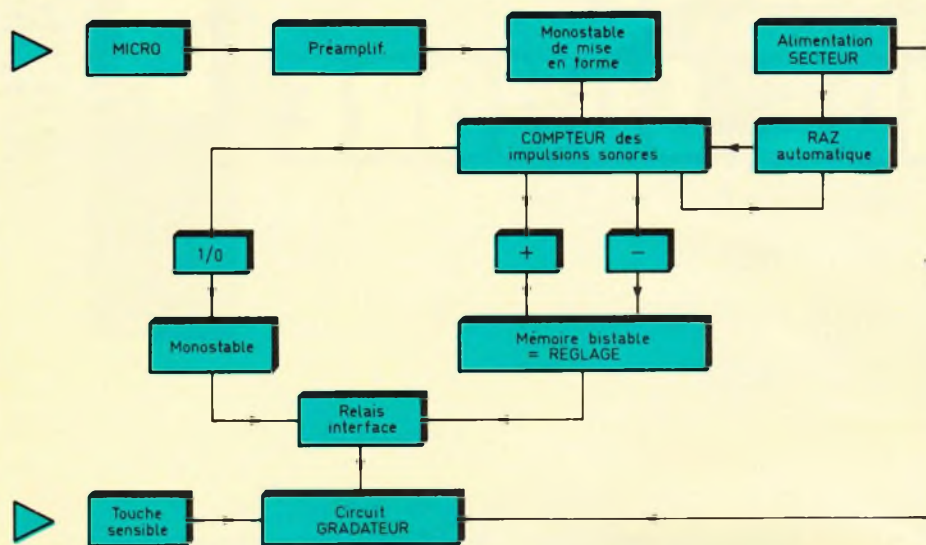 MICRO
Préamplif.
Monostable
de mise
en forme
Alimentation
SECTEUR
COMPTEUR des
impulsions sonores
RAZ
automatique
1/0
+
-
Monostable
Mémoire bistable
= REGLAGE
Relais
interface
Touche
sensible
Circuit
GRADATEUR